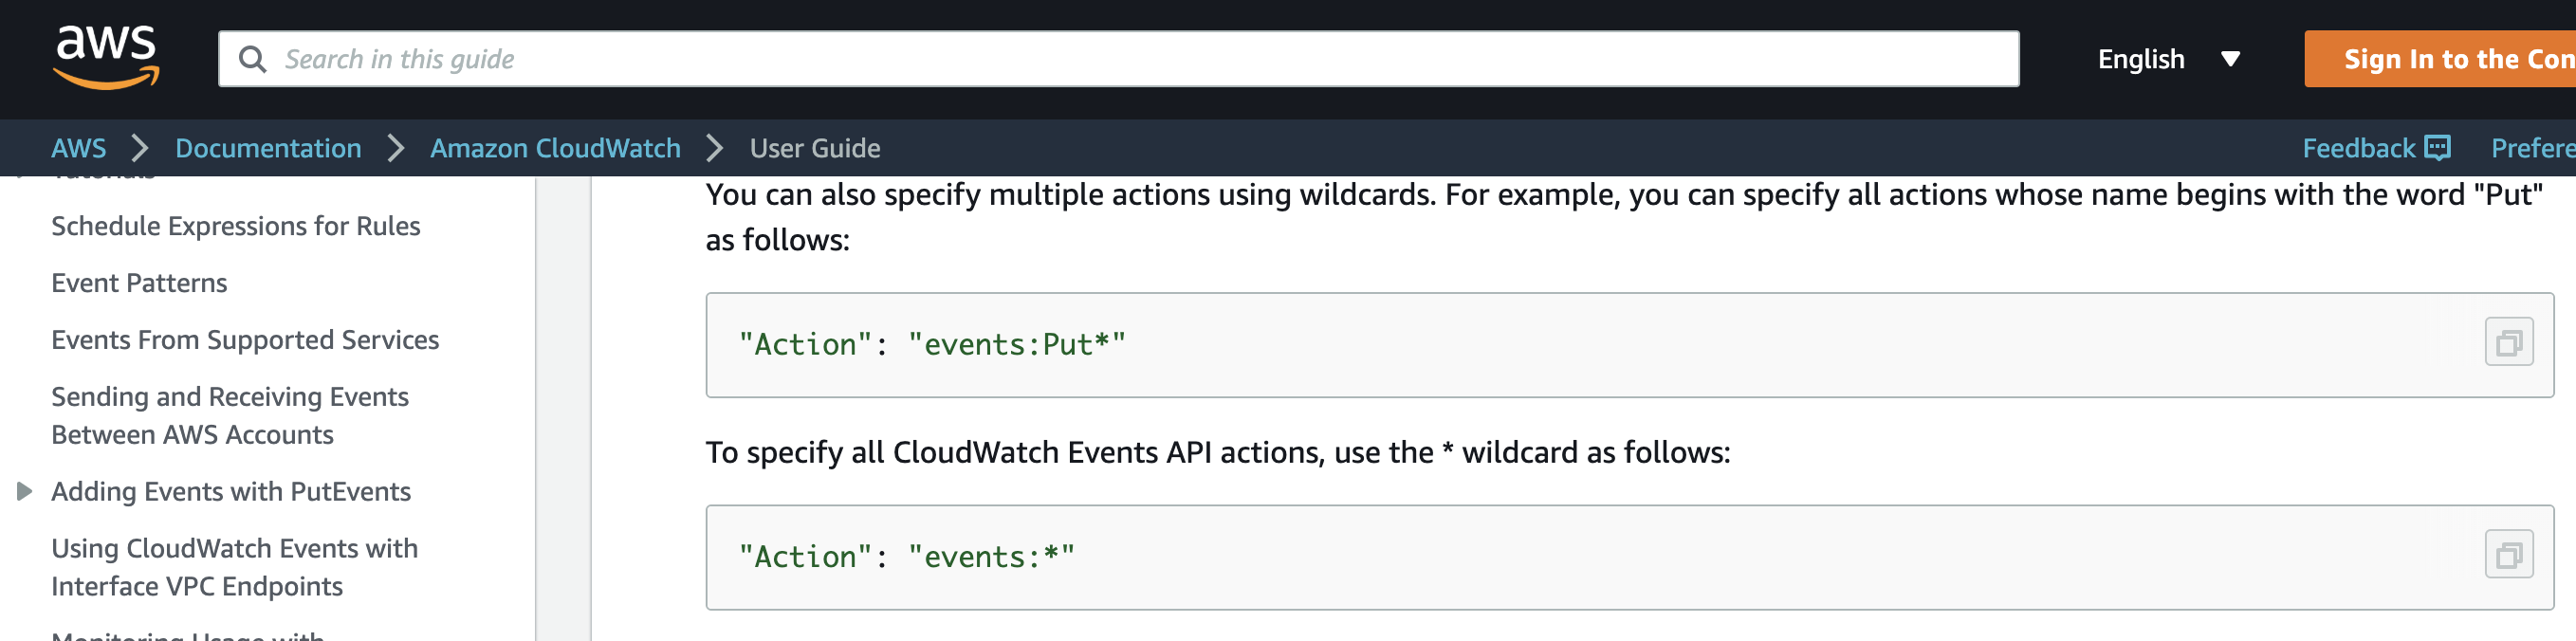 aws
Search in this guide
English
Sign In to the Con
AWS
Documentation
Amazon CloudWatch
User Guide
Feedback
Prefere
Tutorials
Schedule Expressions for Rules
Event Patterns
Events From Supported Services
Sending and Receiving Events
Between AWS Accounts
Adding Events with PutEvents
Using CloudWatch Events with
Interface VPC Endpoints
Monitoring Usage with
You can also specify multiple actions using wildcards. For example, you can specify all actions whose name begins with the word "Put"
as follows:
"Action": "events:Put*"
To specify all CloudWatch Events API actions, use the * wildcard as follows:
"Action": "events:*"